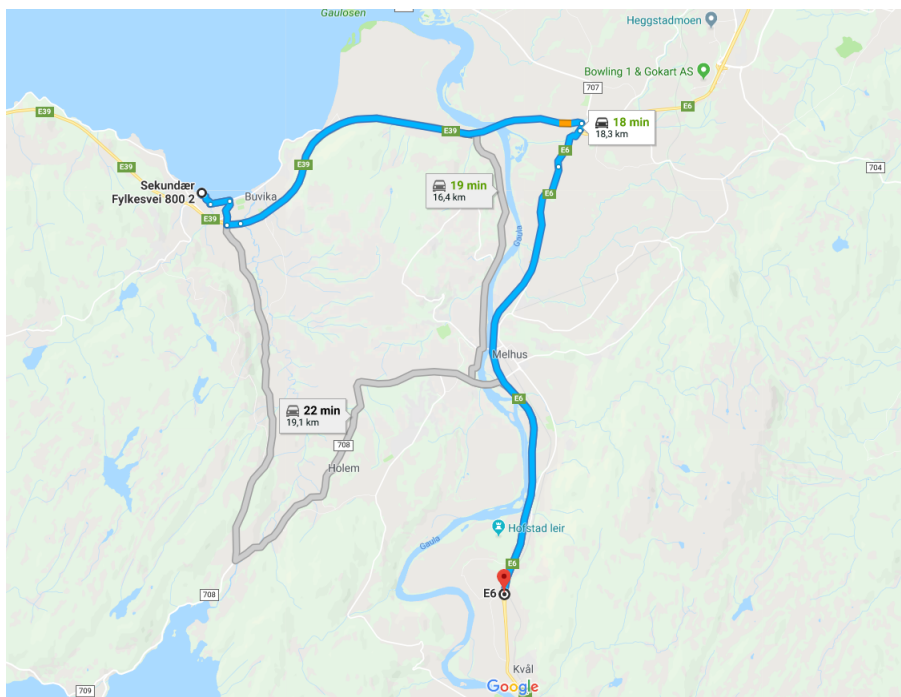 Gaulosen
Heggstadmoen
Bowling 1 & Gokart AS
707
E6
E39
18 min
18,3 km
E39
E6
E39
E39
704
Sekundær
Fylkesvei 800 2
Buvika
19 min
16,4 km
E6
E39
Gaula
Melhus
E6
22 min
19,1 km
708
Holem
Hofstad leir
Gaula
E6
E6
708
Kvål
Google
709